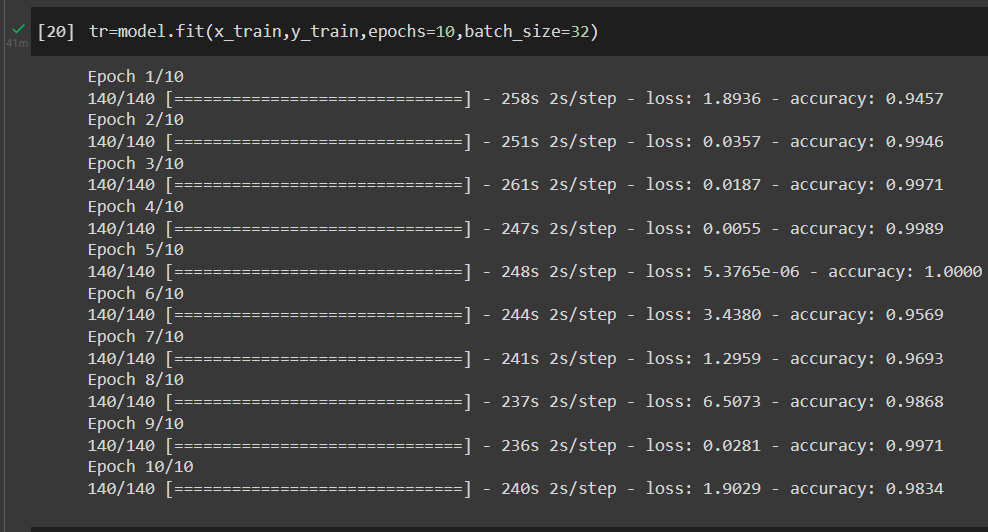 [20] tr=model.fit(x_train,y_train,epochs=10,batch_size=32)
41m
Epoch 1/10
140/140 [==============================] - 258s 2s/step - loss: 1.8936 - accuracy: 0.9457
Epoch 2/10
140/140 [==============================] - 251s 2s/step - loss: 0.0357 - accuracy: 0.9946
Epoch 3/10
140/140 [==============================] - 261s 2s/step - loss: 0.0187 - accuracy: 0.9971
Epoch 4/10
140/140 [==============================] - 247s 2s/step - loss: 0.0055 - accuracy: 0.9989
Epoch 5/10
140/140 [==============================] - 248s 2s/step - loss: 5.3765e-06 - accuracy: 1.0000
Epoch 6/10
140/140 [==============================] - 244s 2s/step - loss: 3.4380 - accuracy: 0.9569
Epoch 7/10
140/140 [==============================] - 241s 2s/step - loss: 1.2959 - accuracy: 0.9693
Epoch 8/10
140/140 [==============================] - 237s 2s/step - loss: 6.5073 - accuracy: 0.9868
Epoch 9/10
140/140 [==============================] - 236s 2s/step - loss: 0.0281 - accuracy: 0.9971
Epoch 10/10
140/140 [==============================] - 240s 2s/step - loss: 1.9029 - accuracy: 0.9834